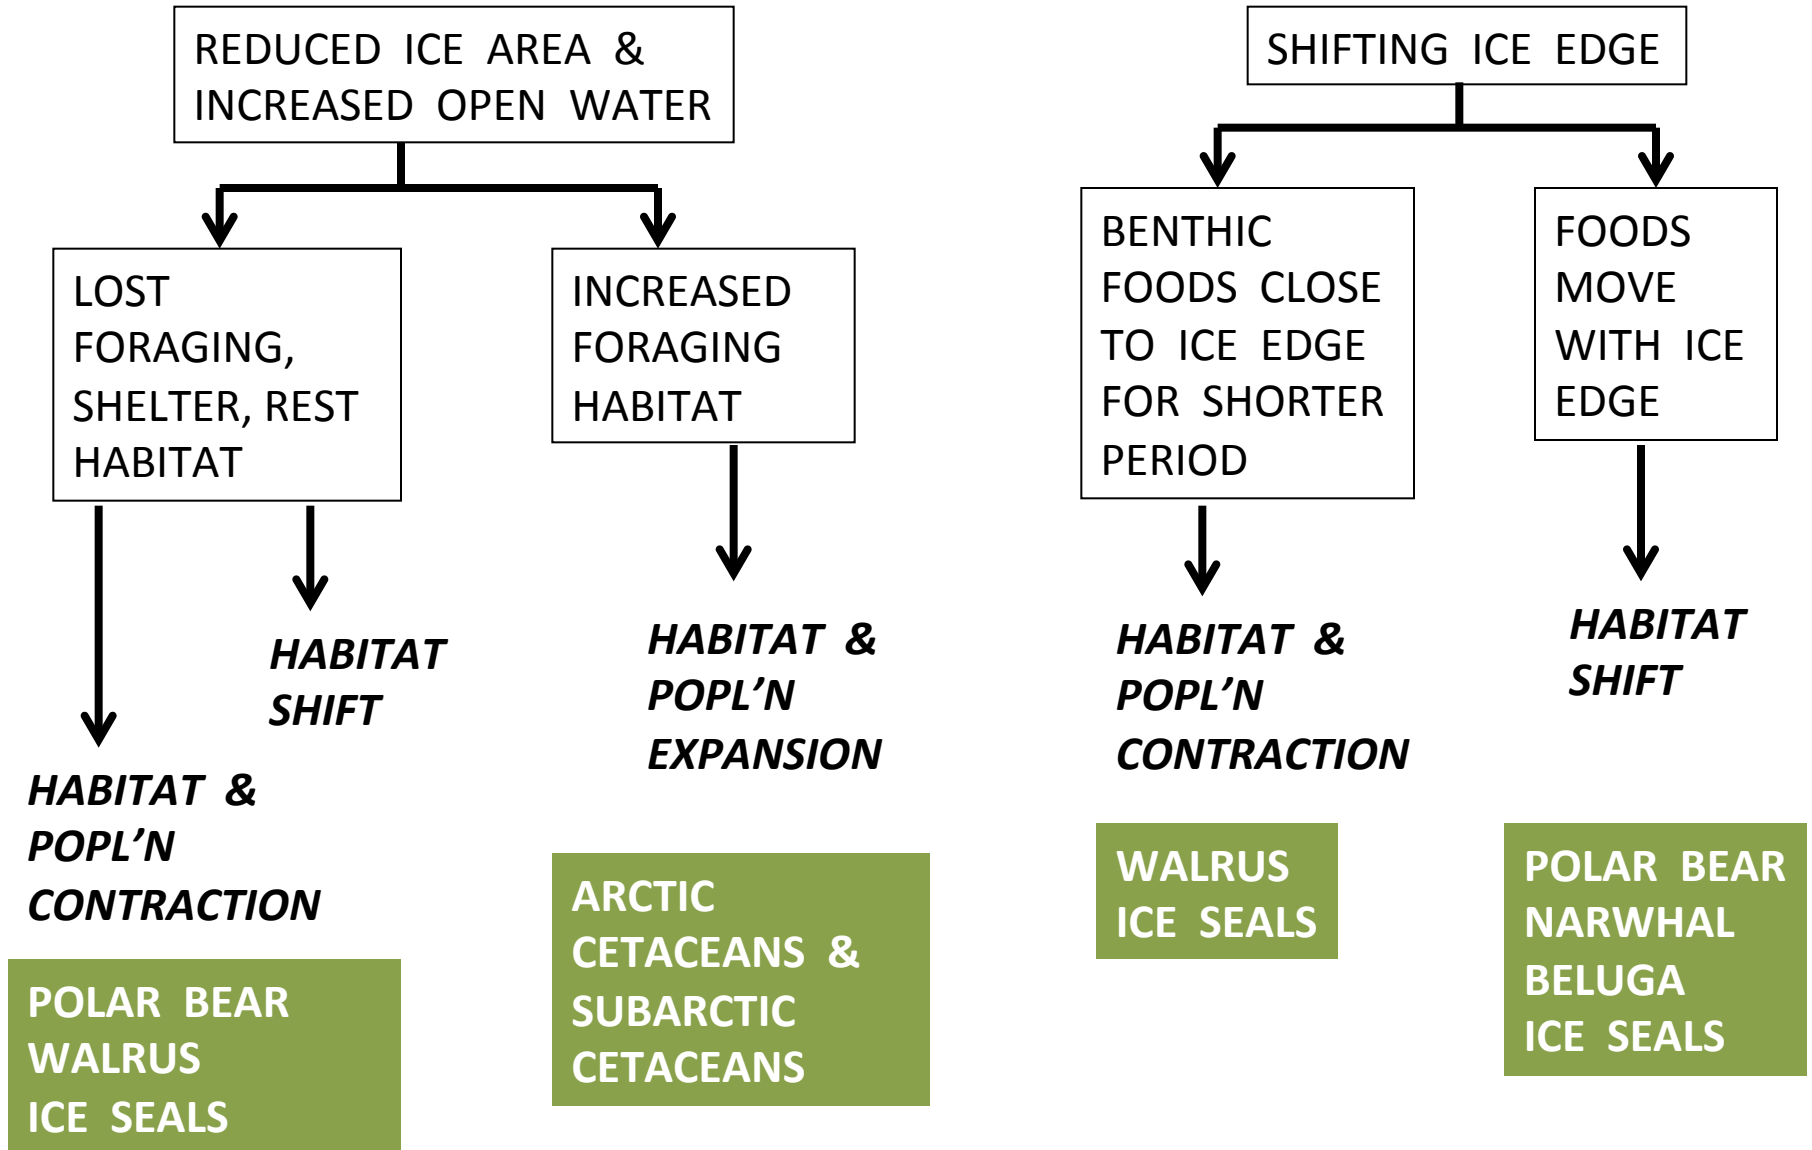 REDUCED ICE AREA &
INCREASED OPEN WATER
LOST
FORAGING,
SHELTER, REST
HABITAT
INCREASED
FORAGING
HABITAT
HABITAT
SHIFT
HABITAT &
POPL’N
CONTRACTION
HABITAT &
POPL’N
EXPANSION
POLAR BEAR
WALRUS
ICE SEALS
ARCTIC
CETACEANS &
SUBARCTIC
CETACEANS
SHIFTING ICE EDGE
BENTHIC
FOODS CLOSE
TO ICE EDGE
FOR SHORTER
PERIOD
FOODS
MOVE
WITH ICE
EDGE
HABITAT &
POPL’N
CONTRACTION
HABITAT
SHIFT
WALRUS
ICE SEALS
POLAR BEAR
NARWHAL
BELUGA
ICE SEALS